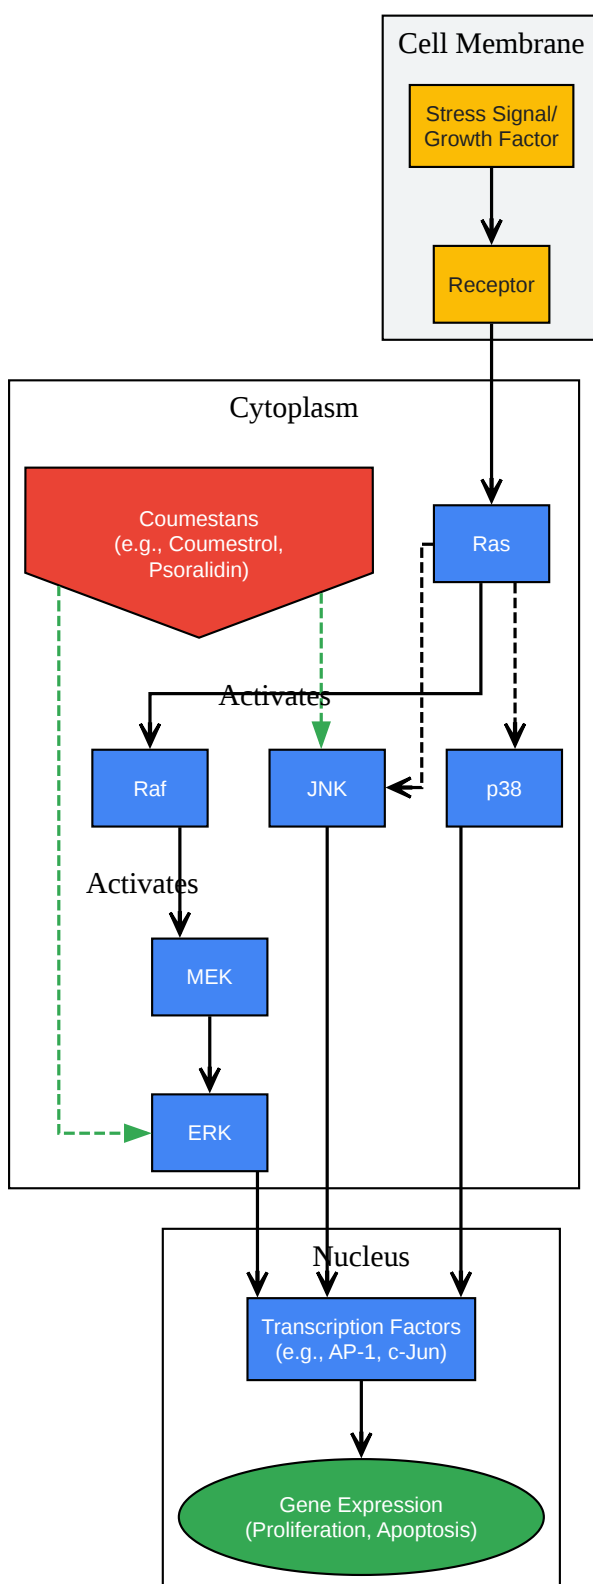 Cell Membrane
Stress Signal/
Growth Factor
Receptor
Cytoplasm
Coumestans
(e.g., Coumestrol,
Psoralidin)
Ras
Activates
Raf
JNK
p38
Activates
MEK
ERK
Nucleus
Transcription Factors
(e.g., AP-1, c-Jun)
Gene Expression
(Proliferation, Apoptosis)